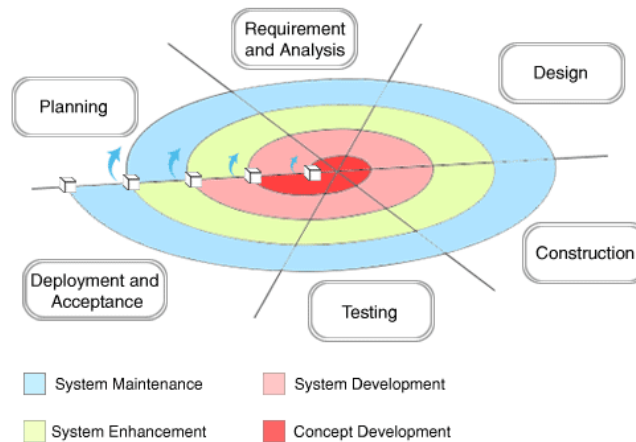 Requirement
and Analysis
Design
Planning
Construction
Deployment and
Acceptance
Testing
System Maintenance
System Development
System Enhancement
Concept Development